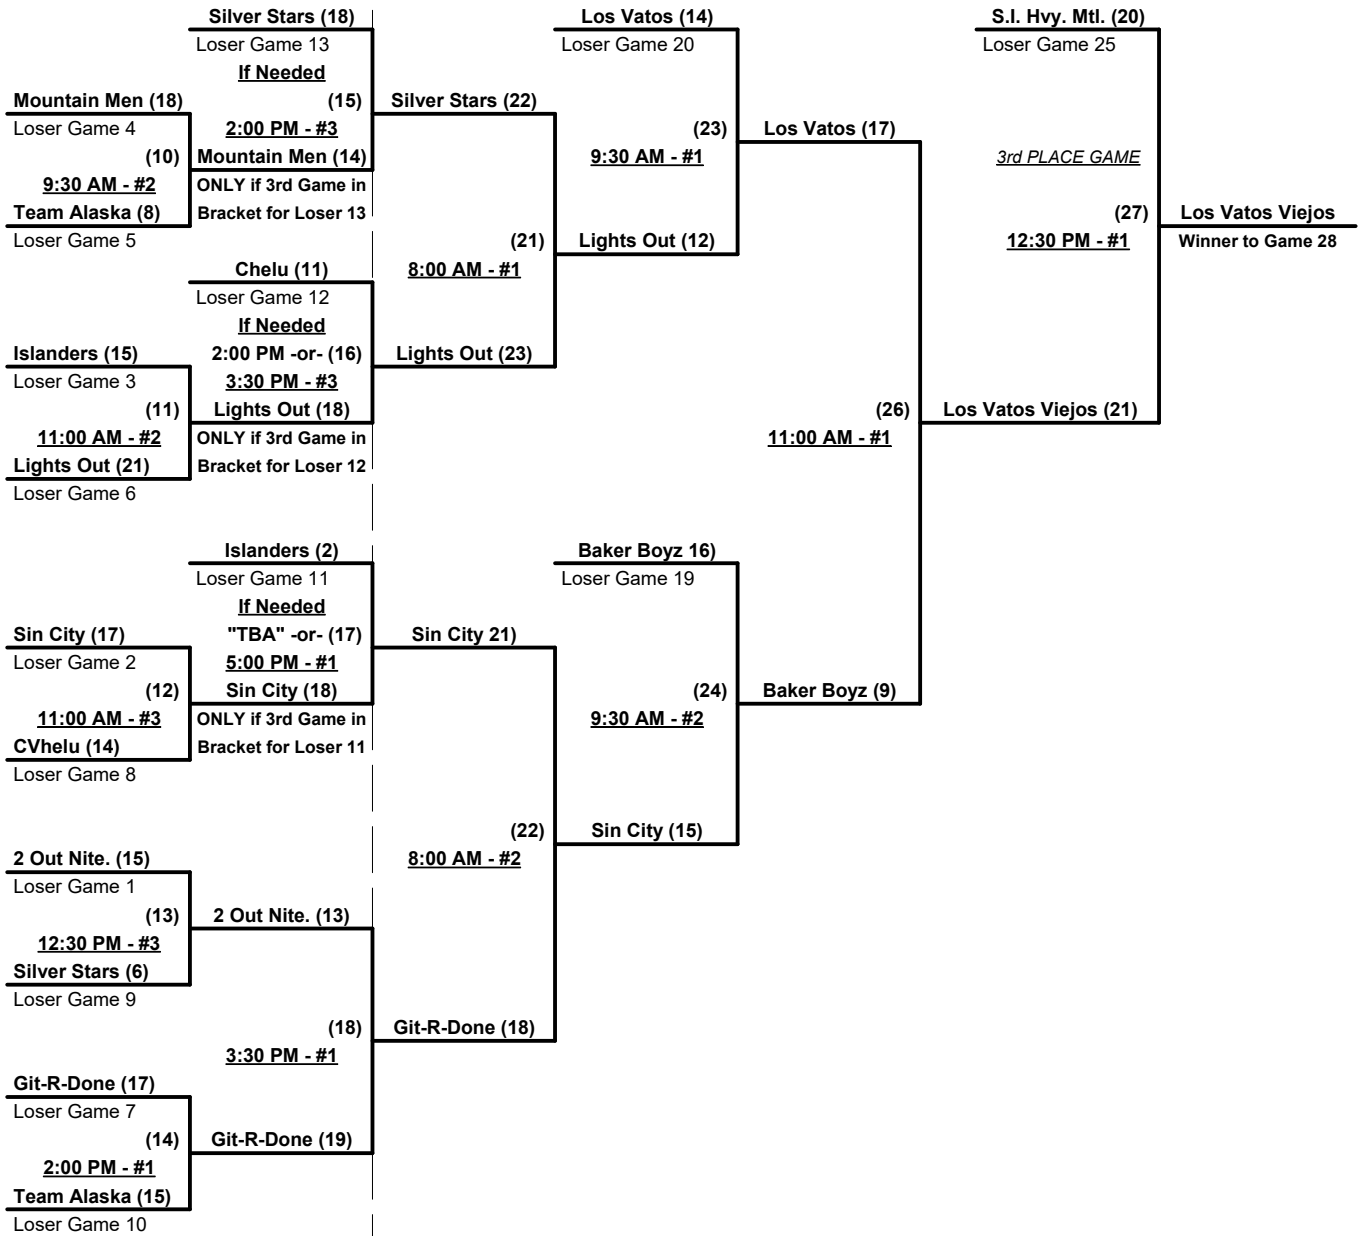 Silver Stars (18)
Loser Game 13
If Needed
(15)
2:00 PM - #3
Mountain Men (18)
Loser Game 4
(10)
9:30 AM - #2
Team Alaska (8)
Loser Game 5
Mountain Men (14)
ONLY if 3rd Game in
Bracket for Loser 13
Silver Stars (22)
Chelu (11)
Loser Game 12
If Needed
2:00 PM -or- (16)
3:30 PM - #3
Islanders (15)
Loser Game 3
(11)
11:00 AM - #2
Lights Out (21)
Loser Game 6
Lights Out (18)
ONLY if 3rd Game in
Bracket for Loser 12
Lights Out (23)
(21)
8:00 AM - #1
Los Vatos (14)
Loser Game 20
(23)
9:30 AM - #1
Lights Out (12)
Los Vatos (17)
Islanders (2)
Loser Game 11
If Needed
"TBA" -or- (17)
5:00 PM - #1
Sin City (17)
Loser Game 2
(12)
11:00 AM - #3
CVhelu (14)
Loser Game 8
Sin City (18)
ONLY if 3rd Game in
Bracket for Loser 11
Sin City 21)
2 Out Nite. (15)
Loser Game 1
(13)
12:30 PM - #3
Silver Stars (6)
Loser Game 9
2 Out Nite. (13)
(18)
3:30 PM - #1
Git-R-Done (17)
Loser Game 7
(14)
2:00 PM - #1
Team Alaska (15)
Loser Game 10
Git-R-Done (19)
Git-R-Done (18)
(22)
8:00 AM - #2
Baker Boyz 16)
Loser Game 19
(24)
9:30 AM - #2
Sin City (15)
Baker Boyz (9)
(26)
11:00 AM - #1
S.I. Hvy. Mtl. (20)
Loser Game 25
3rd PLACE GAME
(27)
12:30 PM - #1
Los Vatos Viejos (21)
Los Vatos Viejos
Winner to Game 28